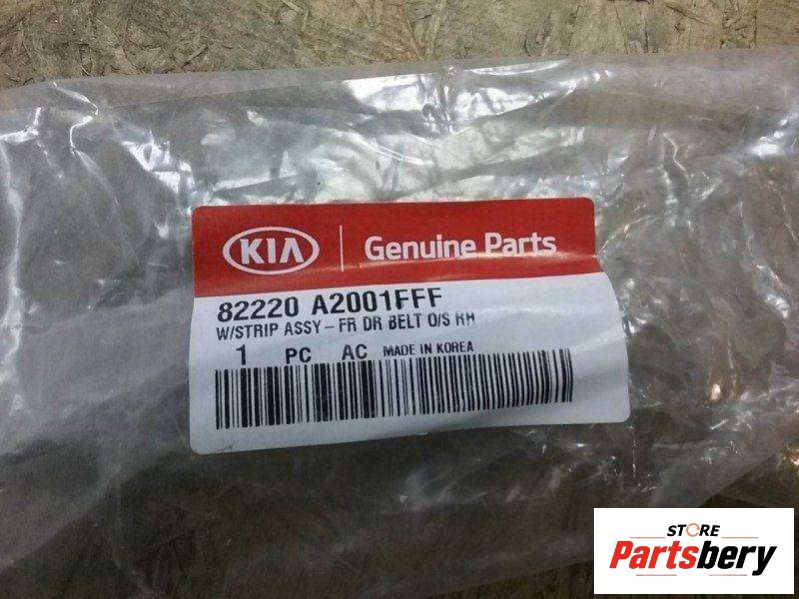 KIA Genuine Parts
82220 A2001FFF
W/STRIP ASSY-FR DR BELT O/S RH
1 PC AC MADE IN KOREA
STORE
Partsbery